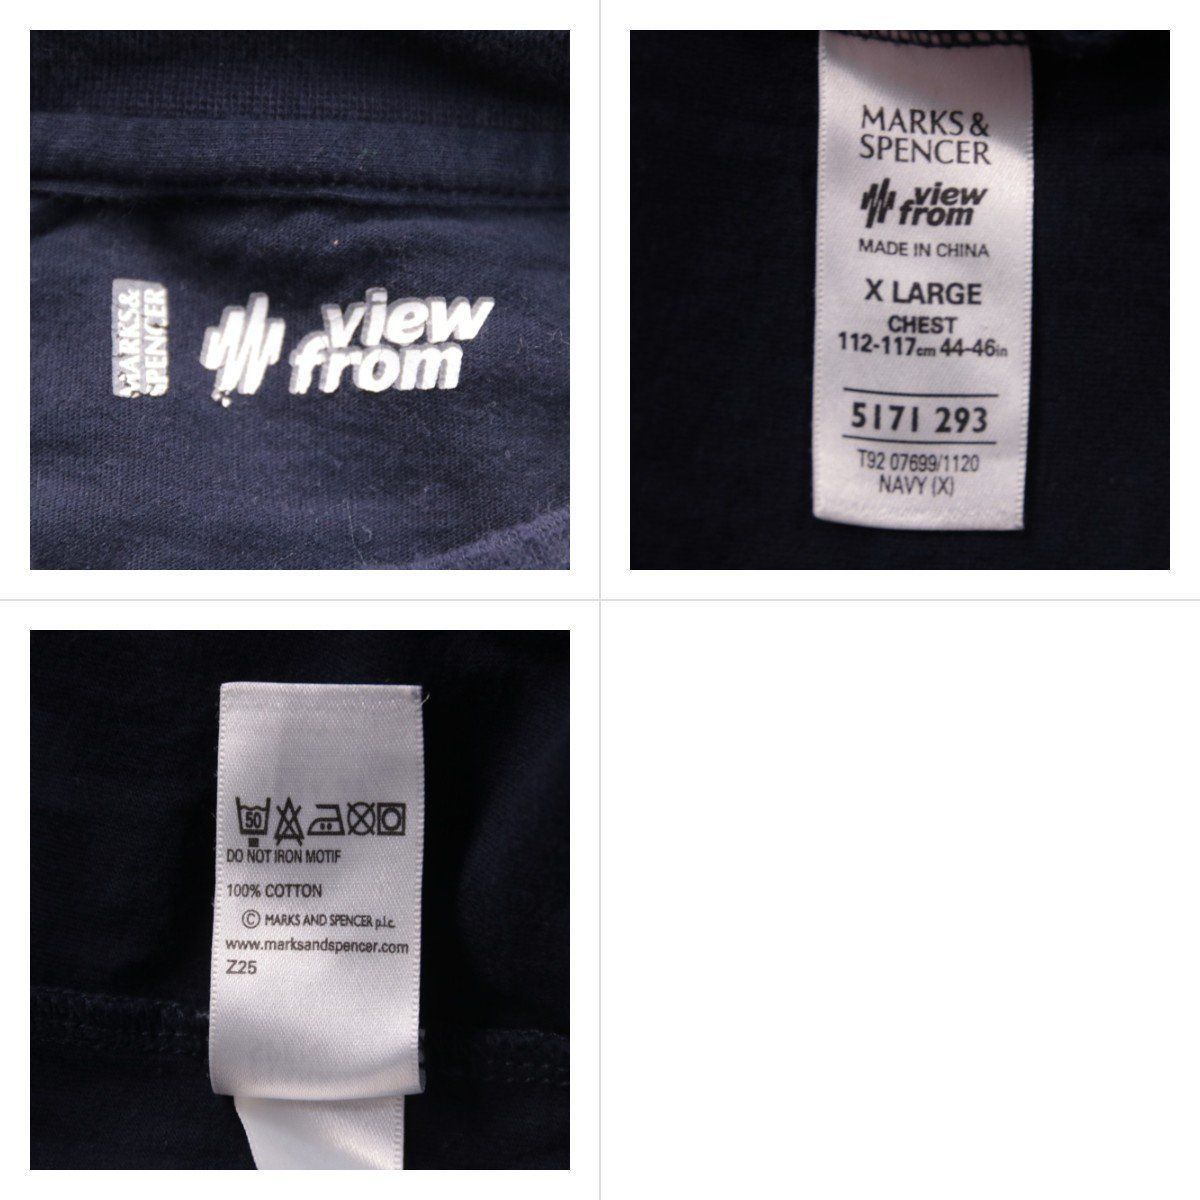 MARKS&
SPENCER
view
from
MARKS &
SPENCER
view
from
MADE IN CHINA
X LARGE
CHEST
112-117cm 44-46in
5171 293
T92 07699/1120
NAVY (X)
50
DO NOT IRON MOTIF
100% COTTON
© MARKS AND SPENCER p.l.c.
www.marksandspencer.com
Z25